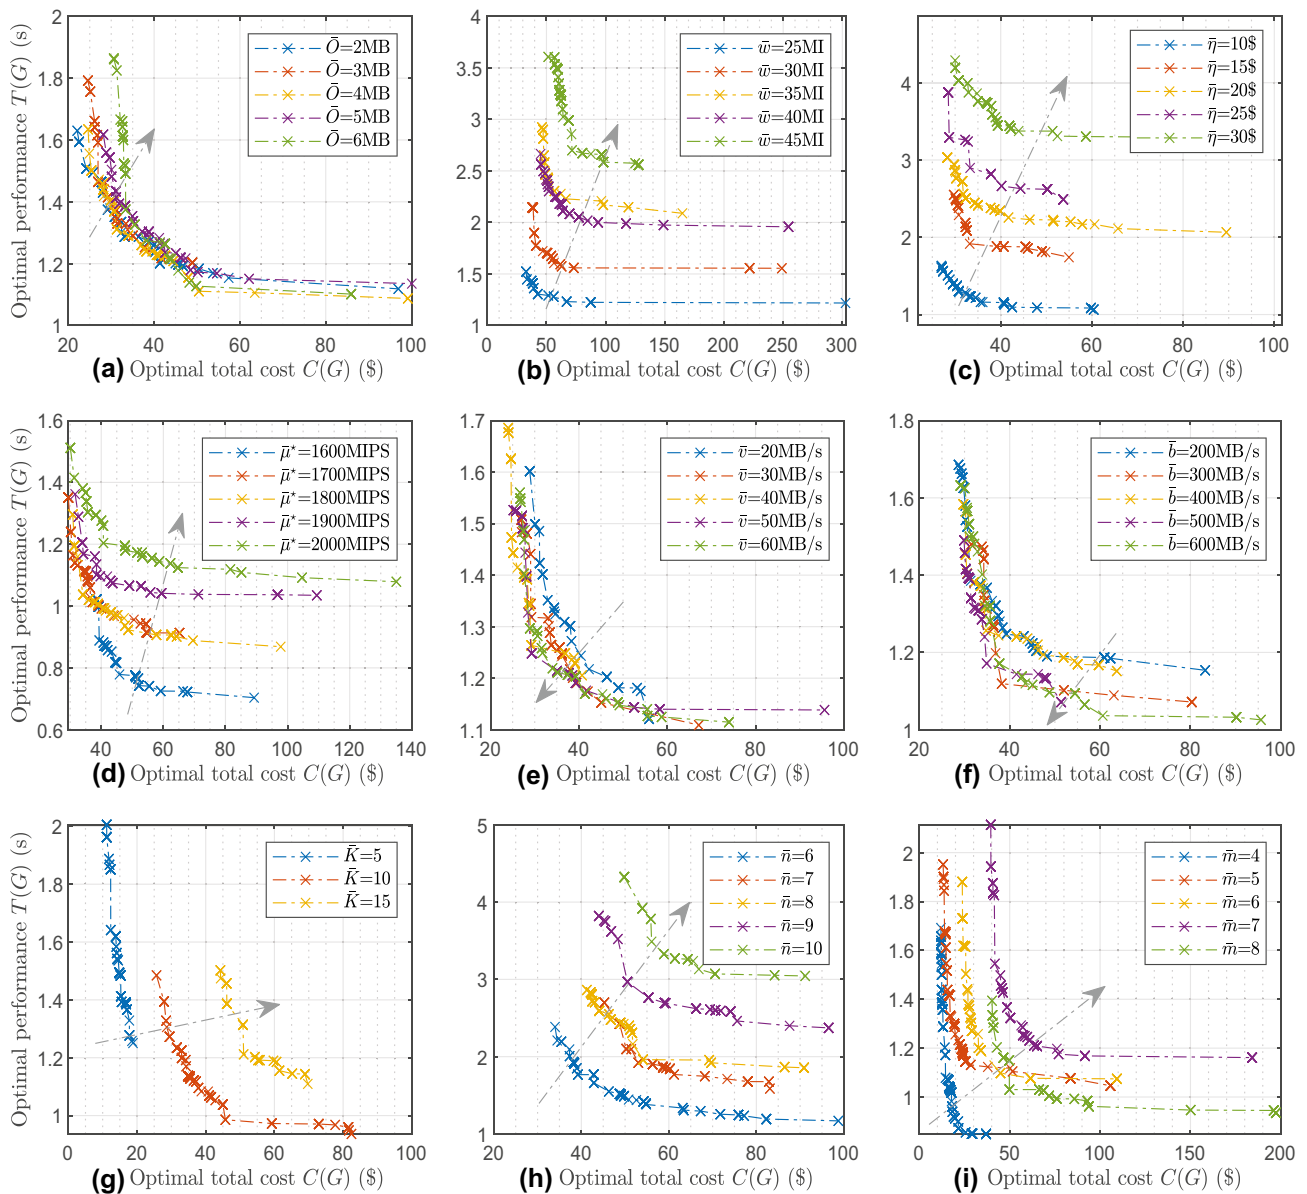 Optimal performance T(G) (s)
2
1.8
1.6
1.4
1.2
1
20 40 60 80 100
Ō=2MB
Ō=3MB
Ō=4MB
Ō=5MB
Ō=6MB
(a) Optimal total cost C(G) ($)
4
3.5
3
2.5
2
1.5
1
0 50 100 150 200 250 300
w̄=25MI
w̄=30MI
w̄=35MI
w̄=40MI
w̄=45MI
(b) Optimal total cost C(G) ($)
4
3
2
1
40 60 80 100
η̄=10$
η̄=15$
η̄=20$
η̄=25$
η̄=30$
(c) Optimal total cost C(G) ($)
Optimal performance T(G) (s)
1.6
1.4
1.2
1
0.8
0.6
40 60 80 100 120 140
μ̄*=1600MIPS
μ̄*=1700MIPS
μ̄*=1800MIPS
μ̄*=1900MIPS
μ̄*=2000MIPS
(d) Optimal total cost C(G) ($)
1.7
1.6
1.5
1.4
1.3
1.2
1.1
20 40 60 80 100
v̄=20MB/s
v̄=30MB/s
v̄=40MB/s
v̄=50MB/s
v̄=60MB/s
(e) Optimal total cost C(G) ($)
1.8
1.6
1.4
1.2
1
20 40 60 80 100
b̄=200MB/s
b̄=300MB/s
b̄=400MB/s
b̄=500MB/s
b̄=600MB/s
(f) Optimal total cost C(G) ($)
Optimal performance T(G) (s)
2
1.8
1.6
1.4
1.2
1
0 20 40 60 80 100
K̄=5
K̄=10
K̄=15
(g) Optimal total cost C(G) ($)
5
4
3
2
1
20 40 60 80 100
n̄=6
n̄=7
n̄=8
n̄=9
n̄=10
(h) Optimal total cost C(G) ($)
2
1.8
1.6
1.4
1.2
1
0 50 100 150 200
m̄=4
m̄=5
m̄=6
m̄=7
m̄=8
(i) Optimal total cost C(G) ($)